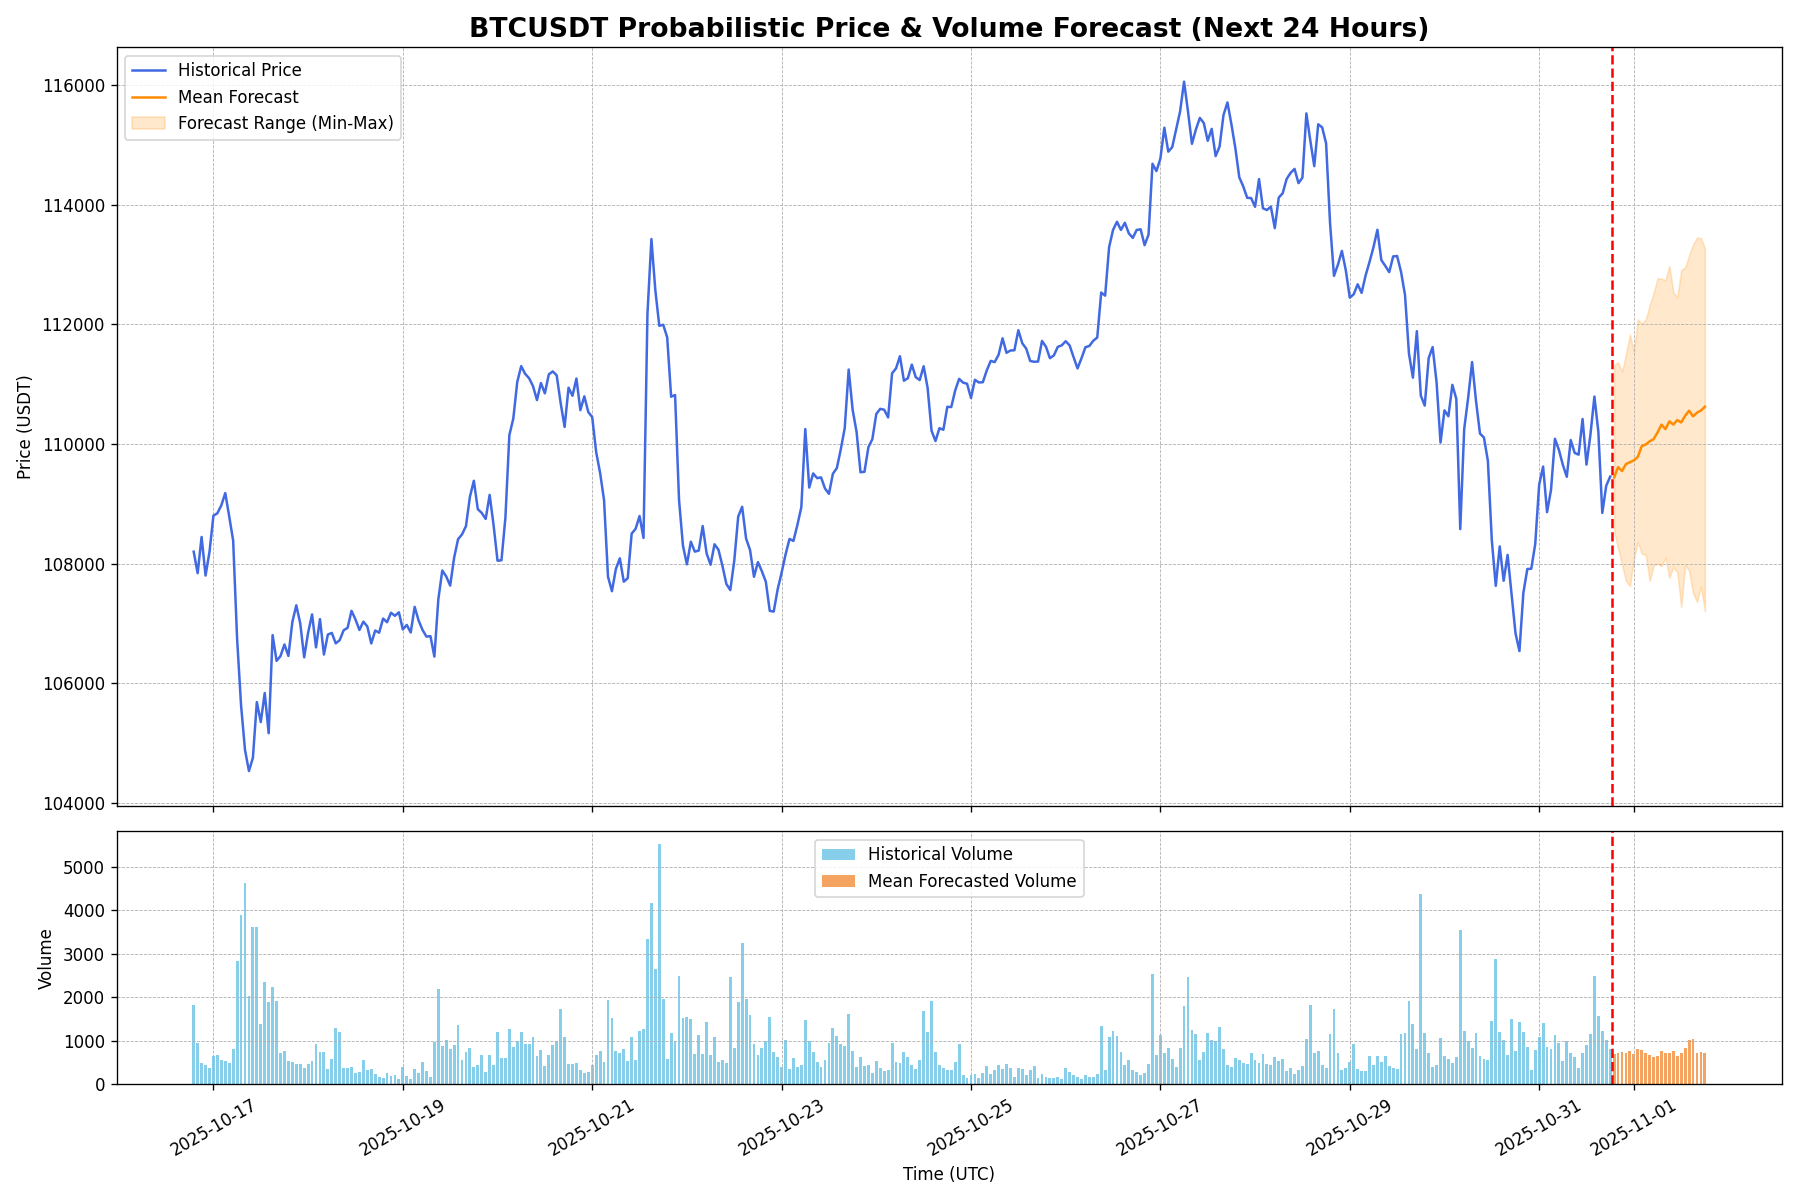 BTCUSDT Probabilistic Price & Volume Forecast (Next 24 Hours)
Historical Price
Mean Forecast
Forecast Range (Min-Max)
116000
114000
112000
110000
108000
106000
104000
Price (USDT)
Historical Volume
Mean Forecasted Volume
5000
4000
3000
2000
1000
0
Volume
2025-10-17
2025-10-19
2025-10-21
2025-10-23
2025-10-25
2025-10-27
2025-10-29
2025-10-31
2025-11-01
Time (UTC)